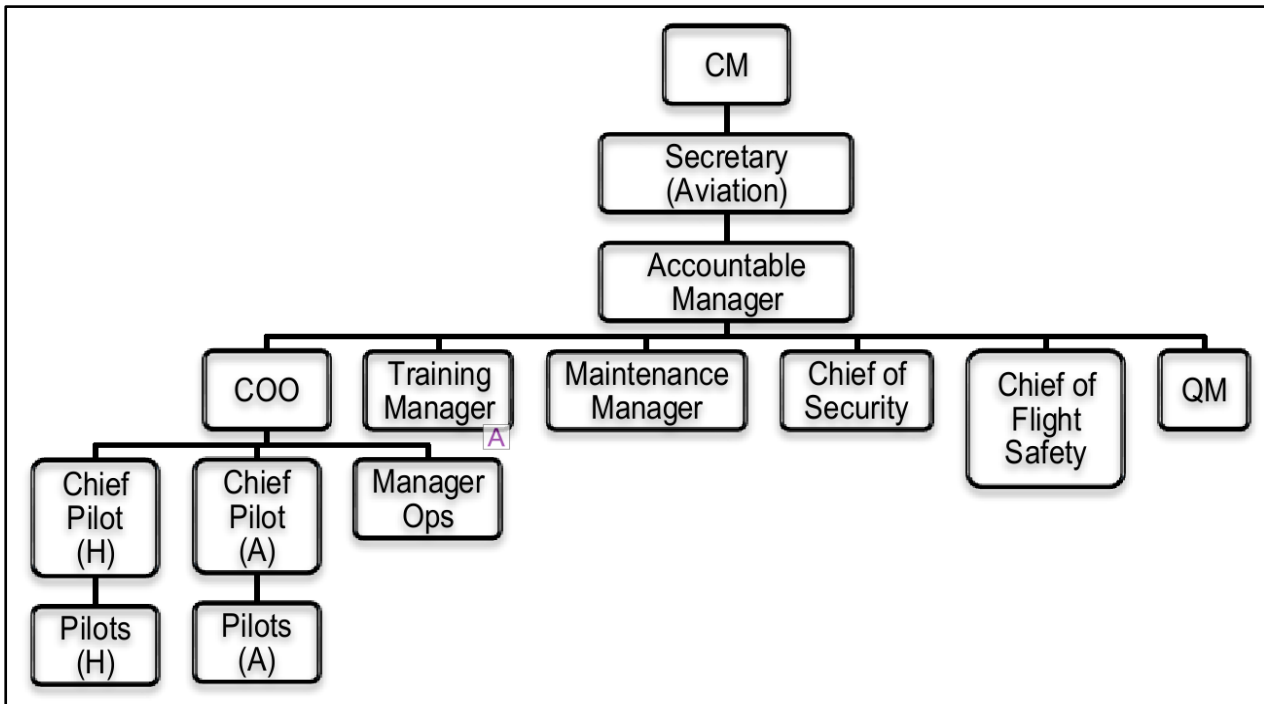 CM
Secretary
(Aviation)
Accountable
Manager
COO
Training
Manager
Maintenance
Manager
Chief of
Security
Chief of
Flight
Safety
QM
A
Chief
Pilot
(H)
Chief
Pilot
(A)
Manager
Ops
Pilots
(H)
Pilots
(A)